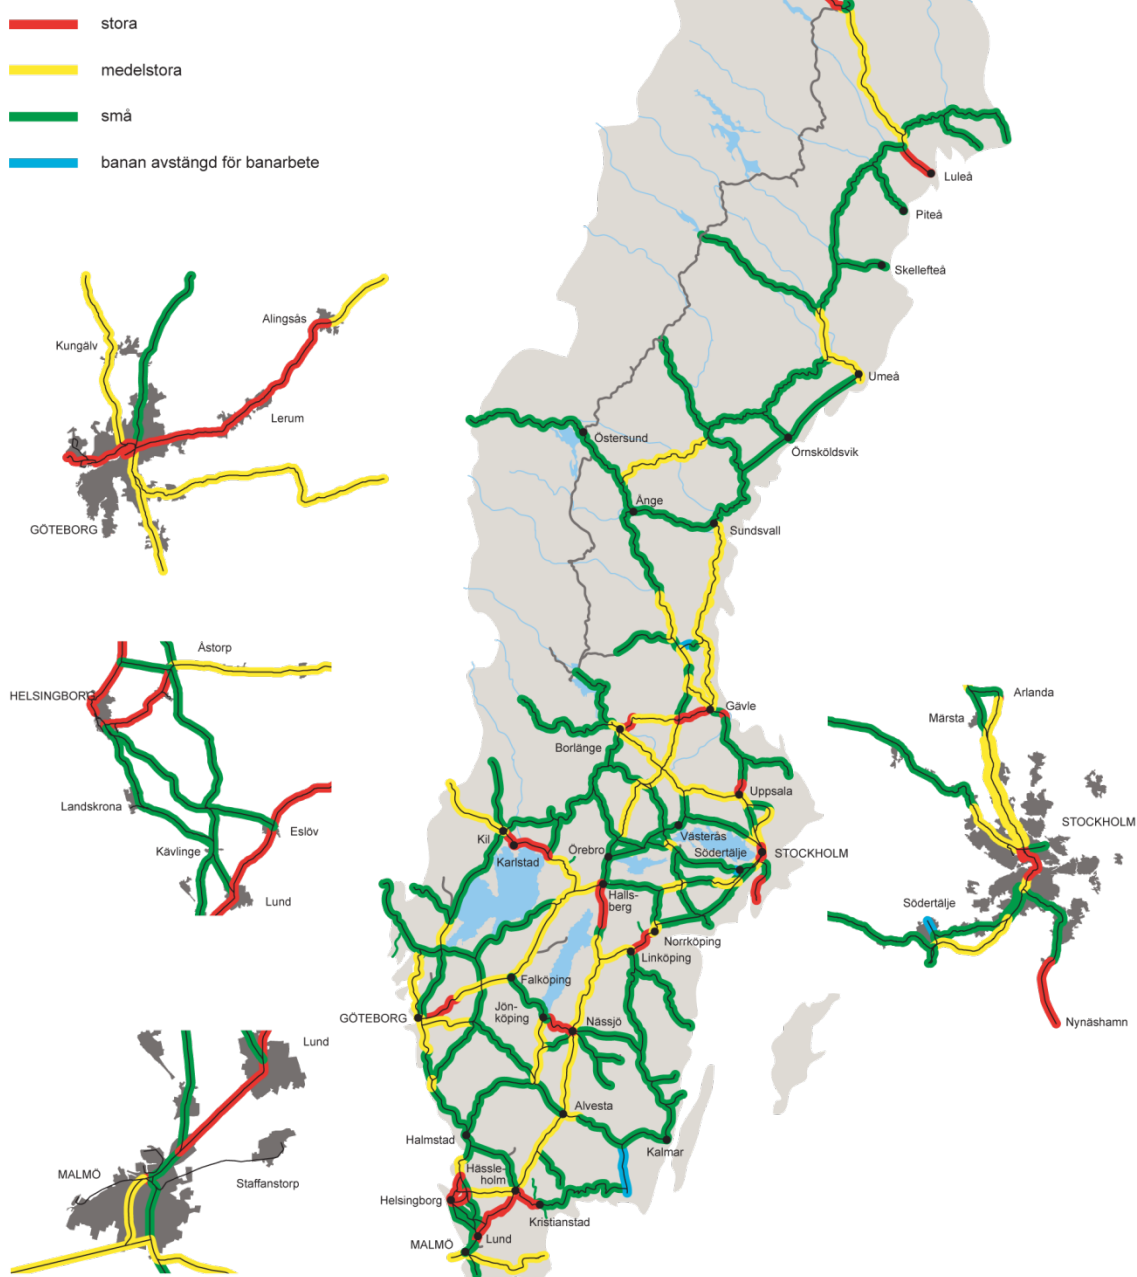 stora
medelstora
små
banan avstängd för banarbete
Luleå
Piteå
Skellefteå
Umeå
Örnsköldsvik
Östersund
Ånge
Sundsvall
Gävle
Borlänge
Uppsala
Västerås
Södertälje
STOCKHOLM
Kil
Karlstad
Örebro
Halls-
berg
Norrköping
Linköping
Falköping
Jön-
köping
GÖTEBORG
Nässjö
Alvesta
Halmstad
Kalmar
Hässle-
holm
Helsingborg
Kristianstad
Lund
MALMÖ
Alingsås
Kungälv
Lerum
GÖTEBORG
Åstorp
HELSINGBORG
Landskrona
Eslöv
Kävlinge
Lund
Lund
MALMÖ
Staffanstorp
Arlanda
Märsta
STOCKHOLM
Södertälje
Nynäshamn